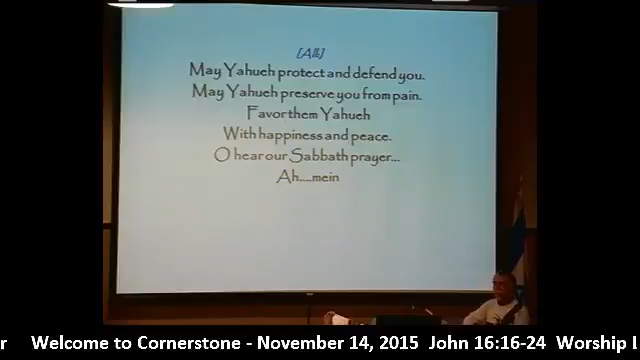 [All]
May Yahueh protect and defend you.
May Yahueh preserve you from pain.
Favor them Yahueh
With happiness and peace.
O hear our Sabbath prayer...
Ah....mein
r Welcome to Cornerstone - November 14, 2015 John 16:16-24 Worship L